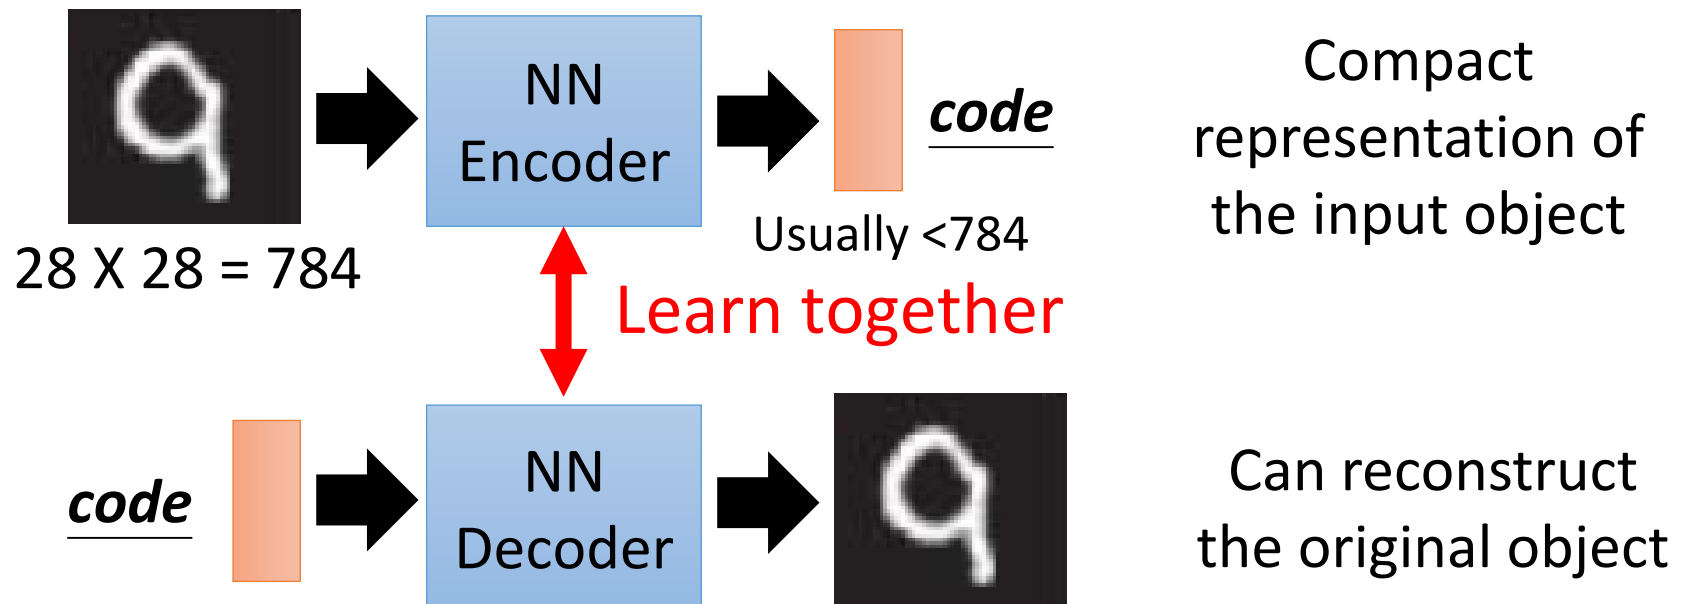 NN
Encoder
code
Compact
representation of
the input object
28 X 28 = 784
Usually <784
Learn together
code
NN
Decoder
Can reconstruct
the original object